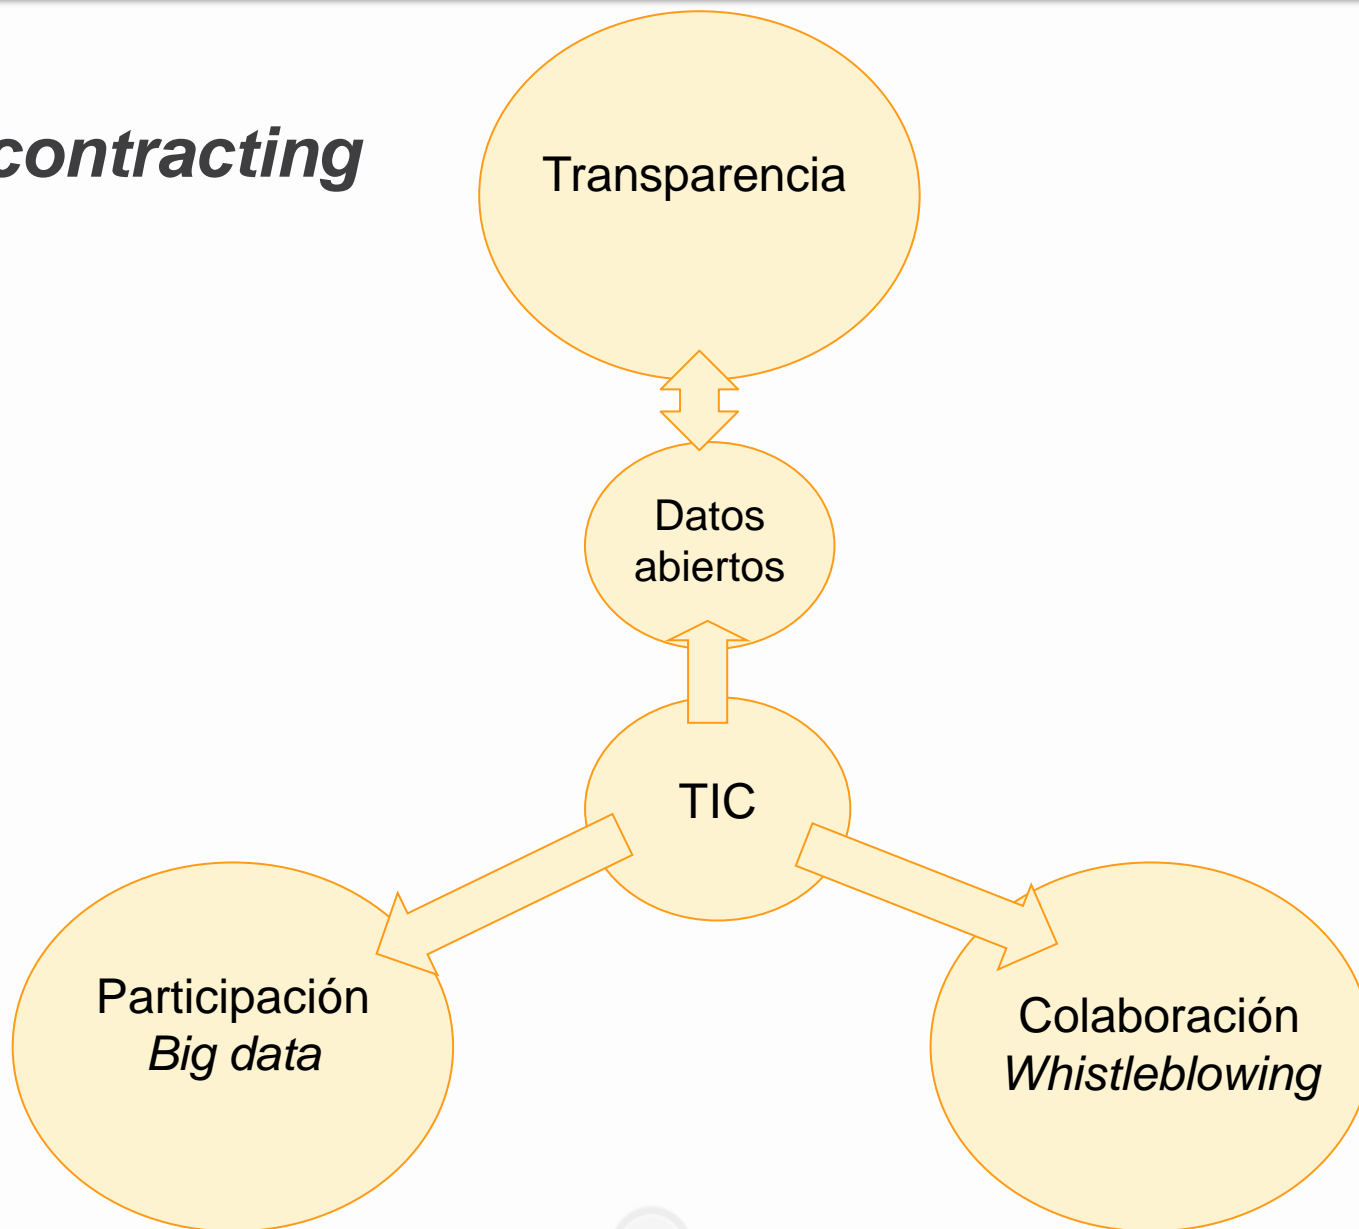 contracting
Transparencia
Datos
abiertos
TIC
Participación
Big data
Colaboración
Whistleblowing